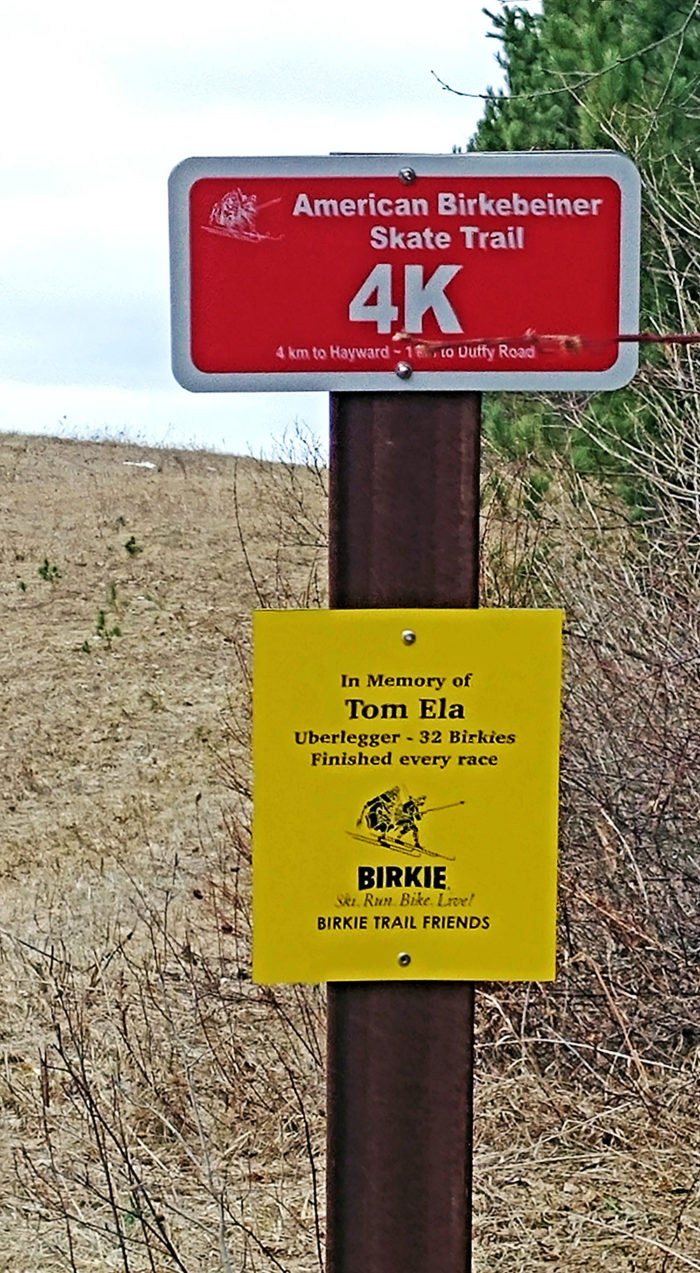 American Birkebeiner
Skate Trail
4K
4 km to Hayward ~ 1 to Duffy Road
In Memory of
Tom Ela
Uberlegger - 32 Birkies
Finished every race
BIRKIE
Ski. Run. Bike. Live!
BIRKIE TRAIL FRIENDS